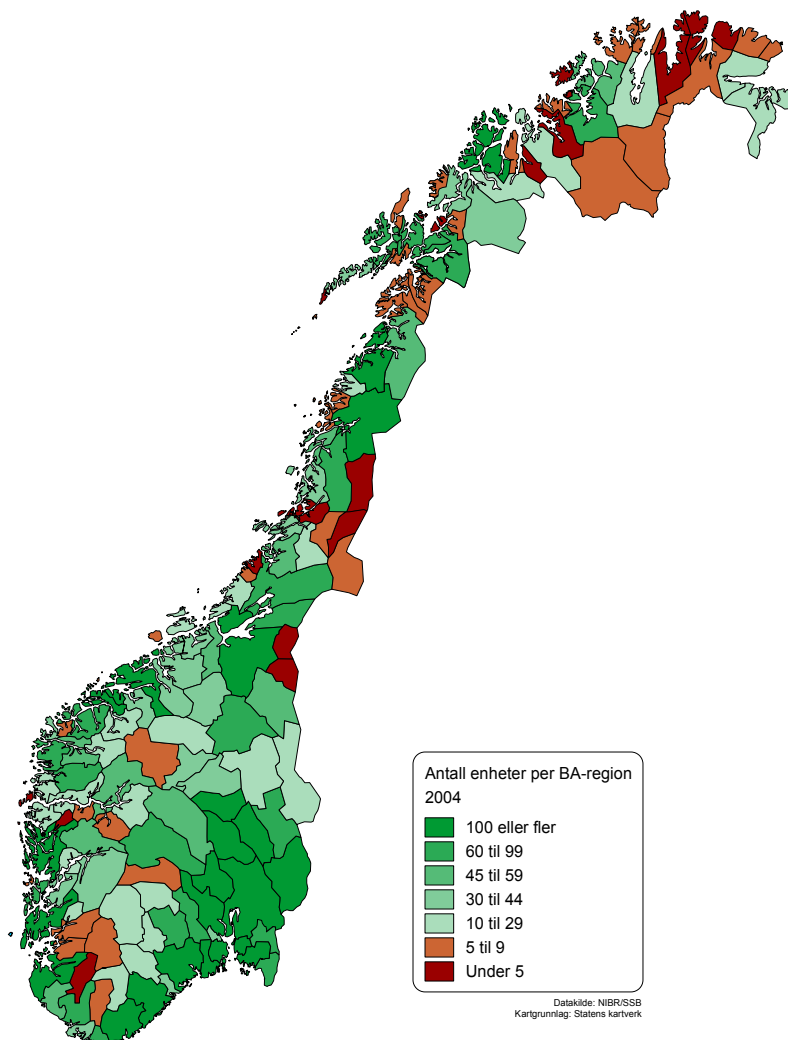 Antall enheter per BA-region
2004
100 eller fler
60 til 99
45 til 59
30 til 44
10 til 29
5 til 9
Under 5
Datakilde: NIBR/SSB
Kartgrunnlag: Statens kartverk